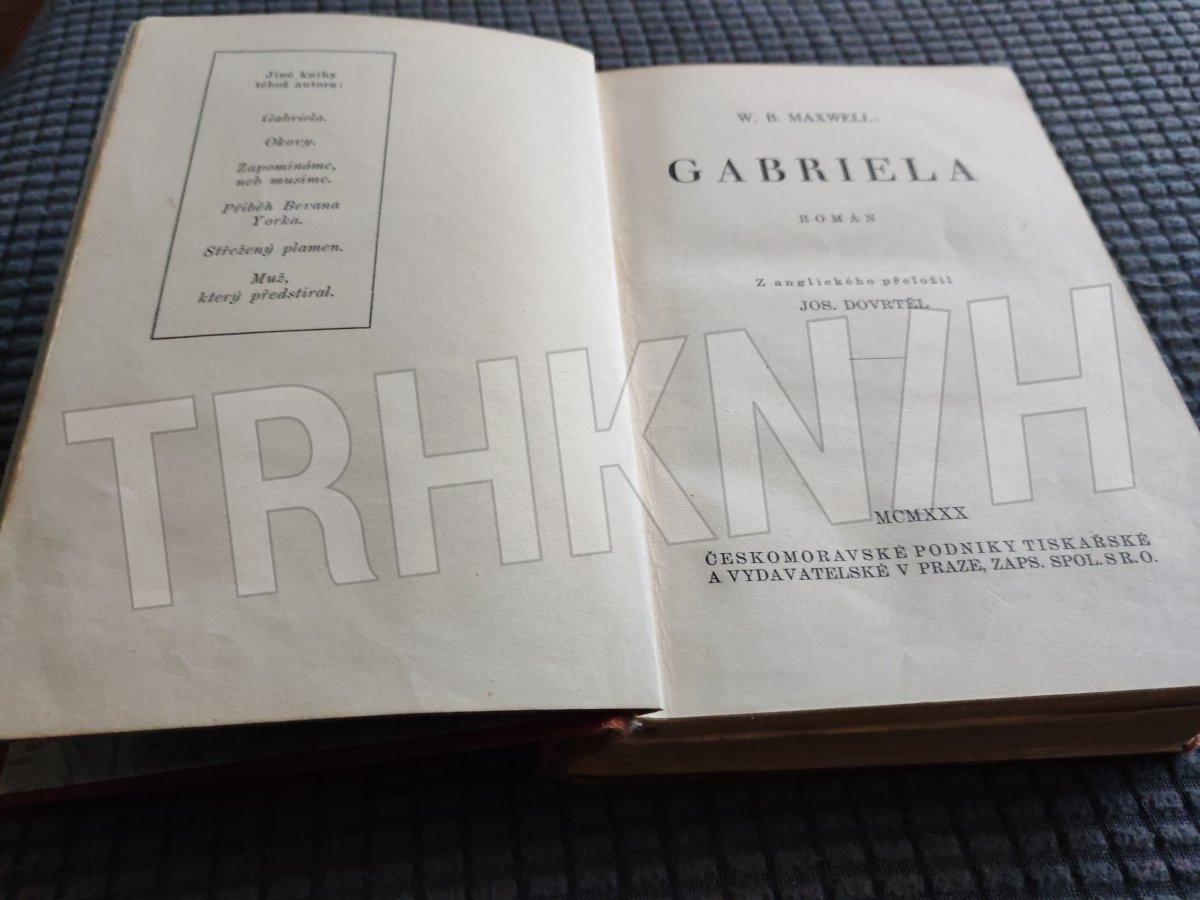 Jiné knihy
téhož autora:
Gabriela.
Okovy.
Zapomínáme,
neb musíme.
Příběh Bevana
Yorka.
Střežený plamen.
Muž,
který předstíral.
W. B. MAXWELL:
GABRIELA
ROMÁN
Z anglického přeložil
JOS. DOVRTĚL
MCMXXX
ČESKOMORAVSKÉ PODNIKY TISKAŘSKÉ
A VYDAVATELSKÉ V PRAZE, ZAPS. SPOL. S R. O.
TRHKNIH